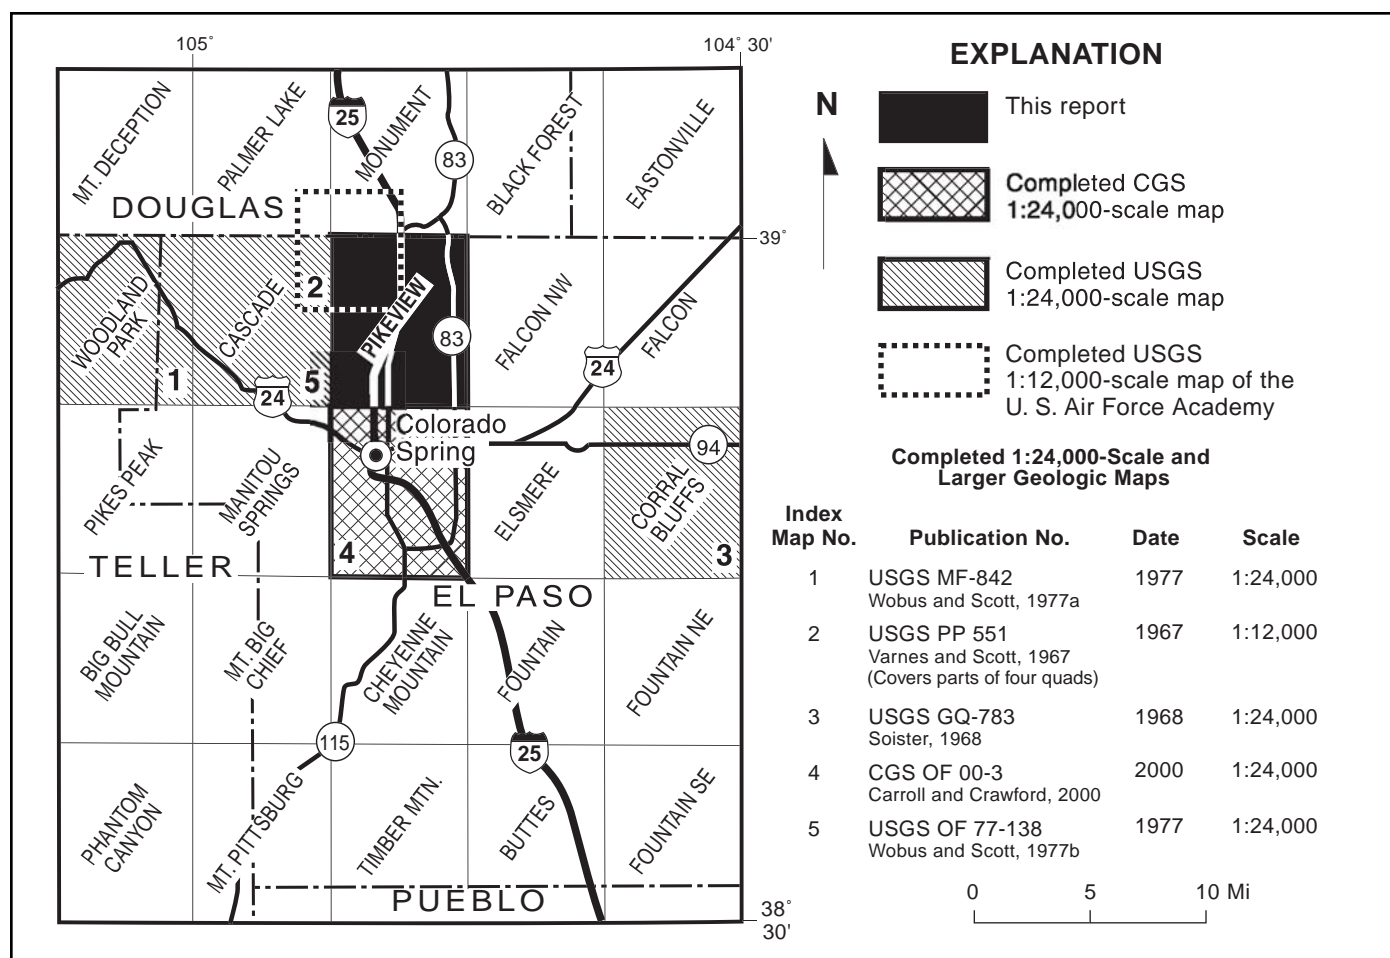 105°
104° 30'
MT. DECEPTION
PALMER LAKE
25
MONUMENT
83
BLACK FOREST
EASTONVILLE
DOUGLAS
39°
WOODLAND
PARK
1
CASCADE
2
5
24
PIKEVIEW
83
FALCON NW
24
FALCON
PIKES PEAK
MANITOU
SPRINGS
Colorado
Spring
4
ELSMERE
94
CORRAL
BLUFFS
3
TELLER
EL PASO
BIG BULL
MOUNTAIN
MT. BIG
CHIEF
CHEYENNE
MOUNTAIN
FOUNTAIN
FOUNTAIN NE
115
25
PHANTOM
CANYON
MT. PITTSBURG
TIMBER MTN.
BUTTES
FOUNTAIN SE
PUEBLO
38°
30'
EXPLANATION
N
This report
Completed CGS
1:24,000-scale map
Completed USGS
1:24,000-scale map
Completed USGS
1:12,000-scale map of the
U. S. Air Force Academy
Completed 1:24,000-Scale and
Larger Geologic Maps
Index
Map No. Publication No. Date Scale
1 USGS MF-842 1977 1:24,000
Wobus and Scott, 1977a
2 USGS PP 551 1967 1:12,000
Varnes and Scott, 1967
(Covers parts of four quads)
3 USGS GQ-783 1968 1:24,000
Soister, 1968
4 CGS OF 00-3 2000 1:24,000
Carroll and Crawford, 2000
5 USGS OF 77-138 1977 1:24,000
Wobus and Scott, 1977b
0 5 10 Mi